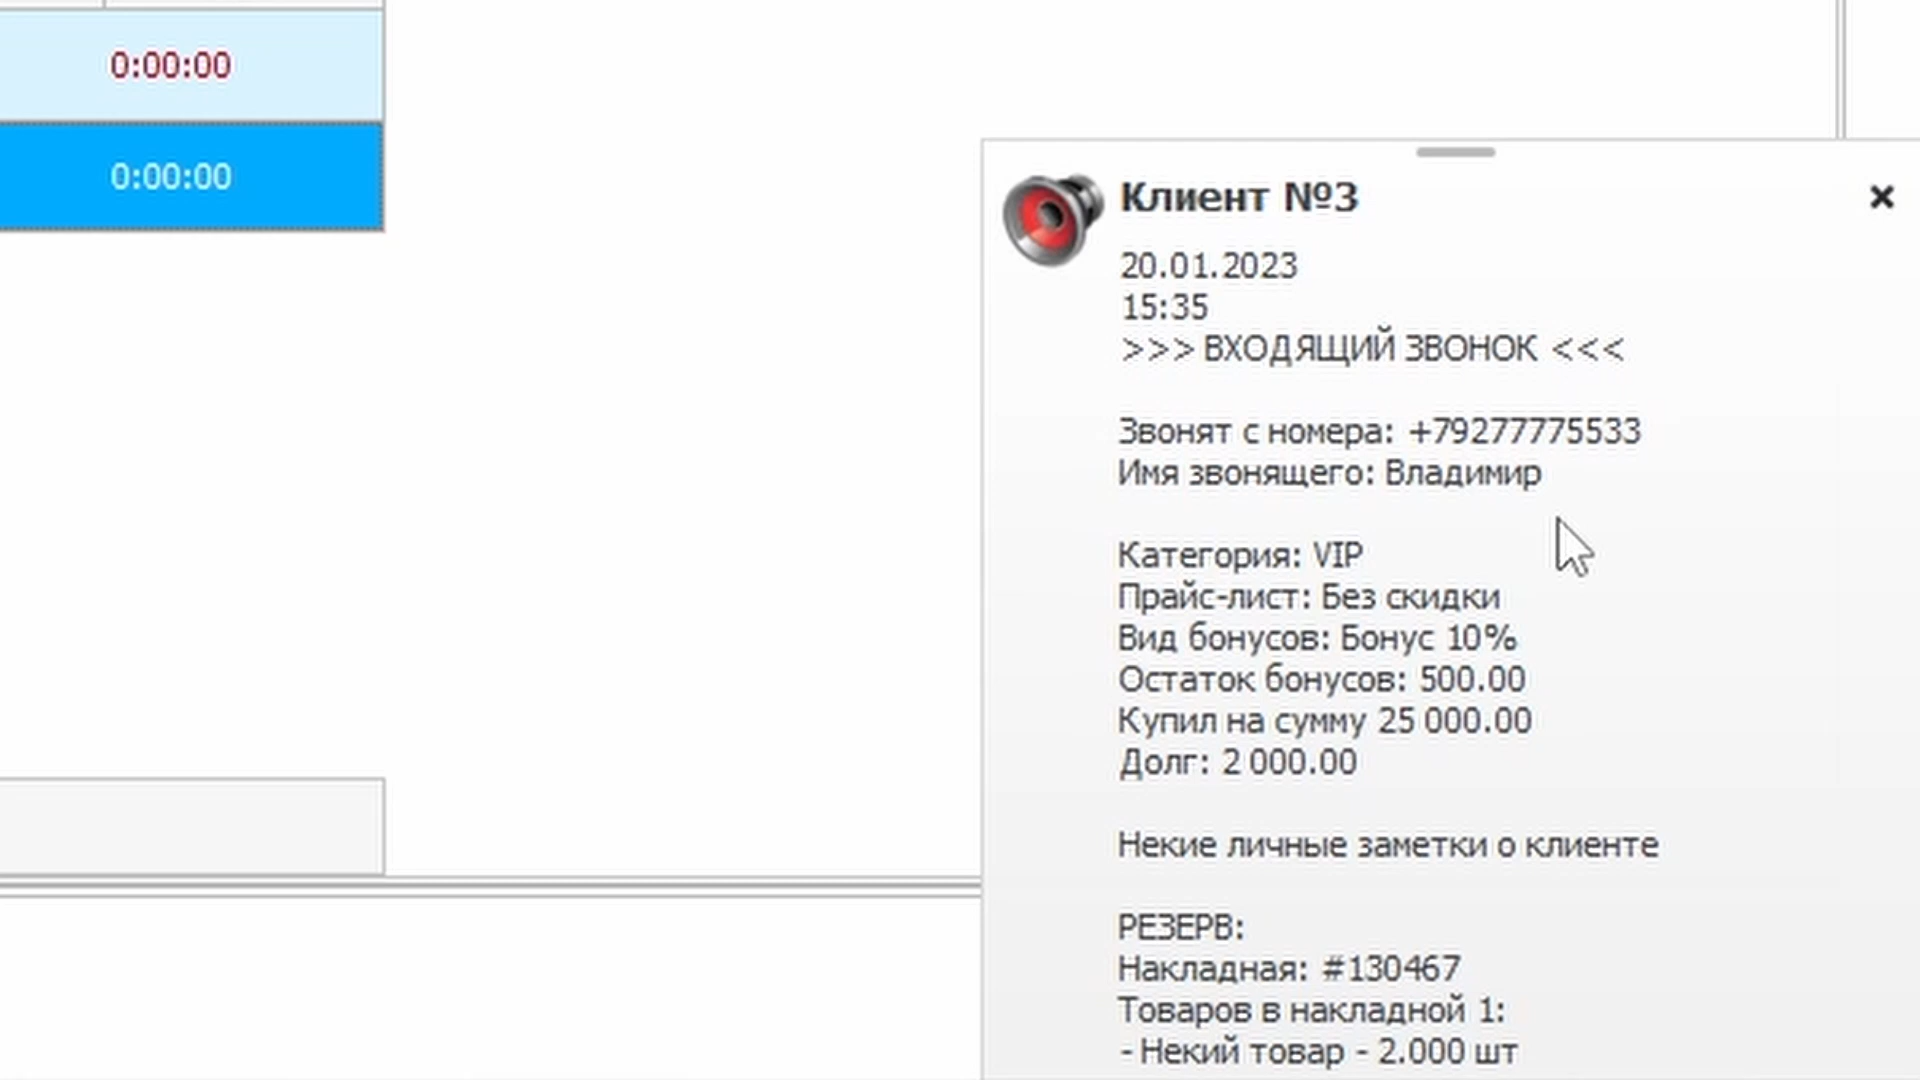 0:00:00
0:00:00
Клиент №3
20.01.2023
15:35
>>> ВХОДЯЩИЙ ЗВОНОК <<<
Звонят с номера: +79277775533
Имя звонящего: Владимир
Категория: VIP
Прайс-лист: Без скидки
Вид бонусов: Бонус 10%
Остаток бонусов: 500.00
Купил на сумму 25 000.00
Долг: 2 000.00
Некие личные заметки о клиенте
РЕЗЕРВ:
Накладная: #130467
Товаров в накладной 1:
- Некий товар - 2.000 шт